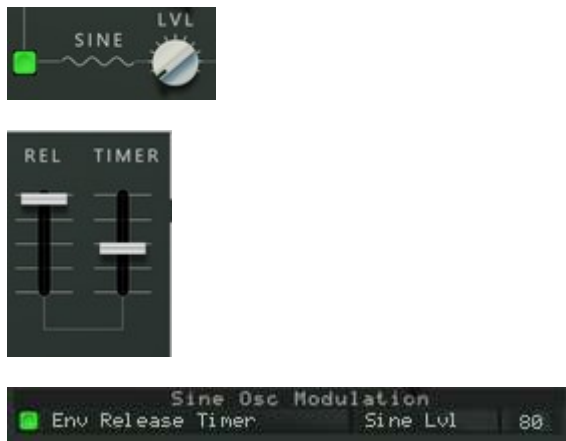 LVL
SINE
REL TIMER
Sine Osc Modulation
Env Release Timer Sine Lvl 80